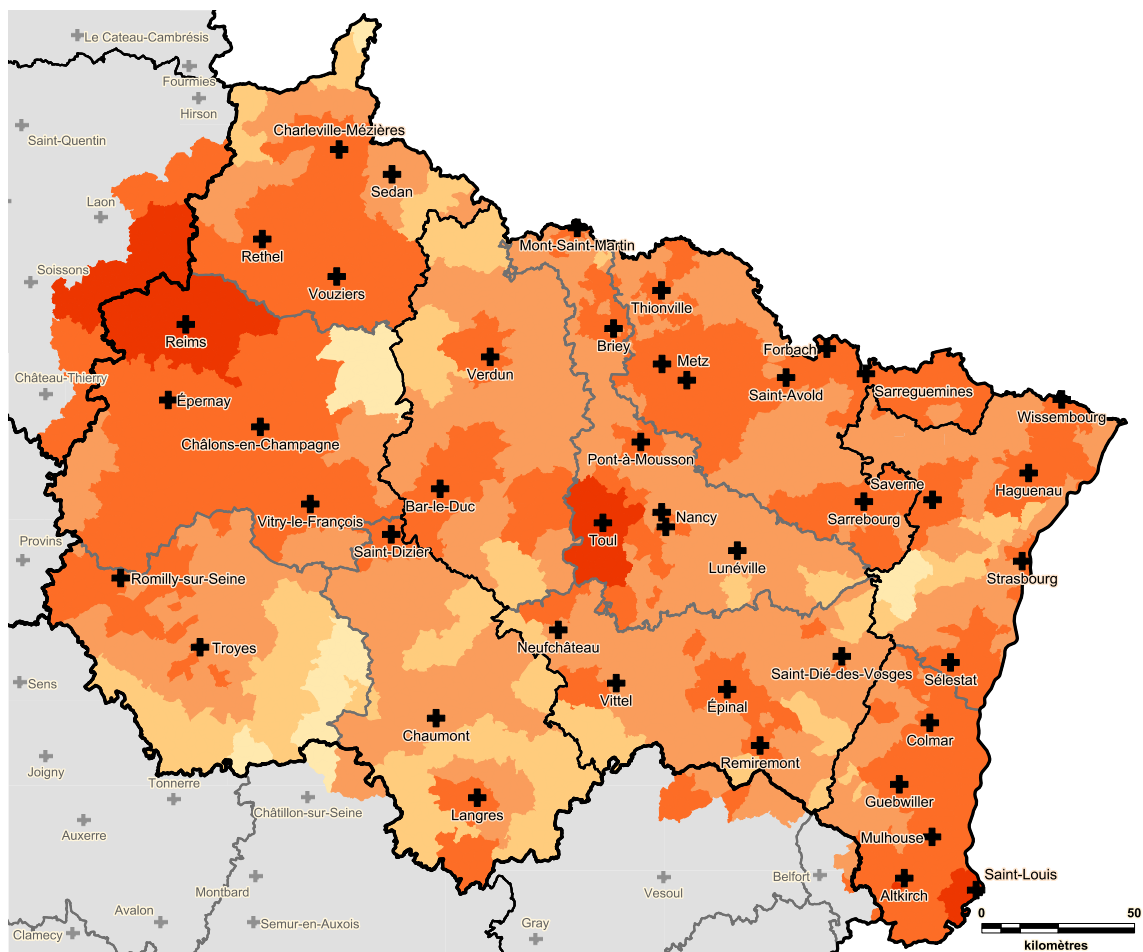 Le Cateau-Cambrésis
Fourmies
Hirson
Saint-Quentin
Charleville-Mézières
Sedan
Laon
Rethel
Mont-Saint-Martin
Soissons
Vouziers
Thionville
Reims
Briey
Forbach
Metz
Verdun
Château-Thierry
Saint-Avold
Sarreguemines
Épernay
Wissembourg
Châlons-en-Champagne
Pont-à-Mousson
Saverne
Haguenau
Bar-le-Duc
Vitry-le-François
Nancy
Sarrebourg
Provins
Saint-Dizier
Toul
Lunéville
Romilly-sur-Seine
Strasbourg
Troyes
Neufchâteau
Saint-Dié-des-Vosges
Sélestat
Sens
Vittel
Épinal
Chaumont
Colmar
Joigny
Remiremont
Tonnerre
Châtillon-sur-Seine
Langres
Guebwiller
Auxerre
Mulhouse
Montbard
Vesoul
Belfort
Altkirch
Saint-Louis
Avalon
Semur-en-Auxois
Gray
Clamecy
0 50
kilomètres